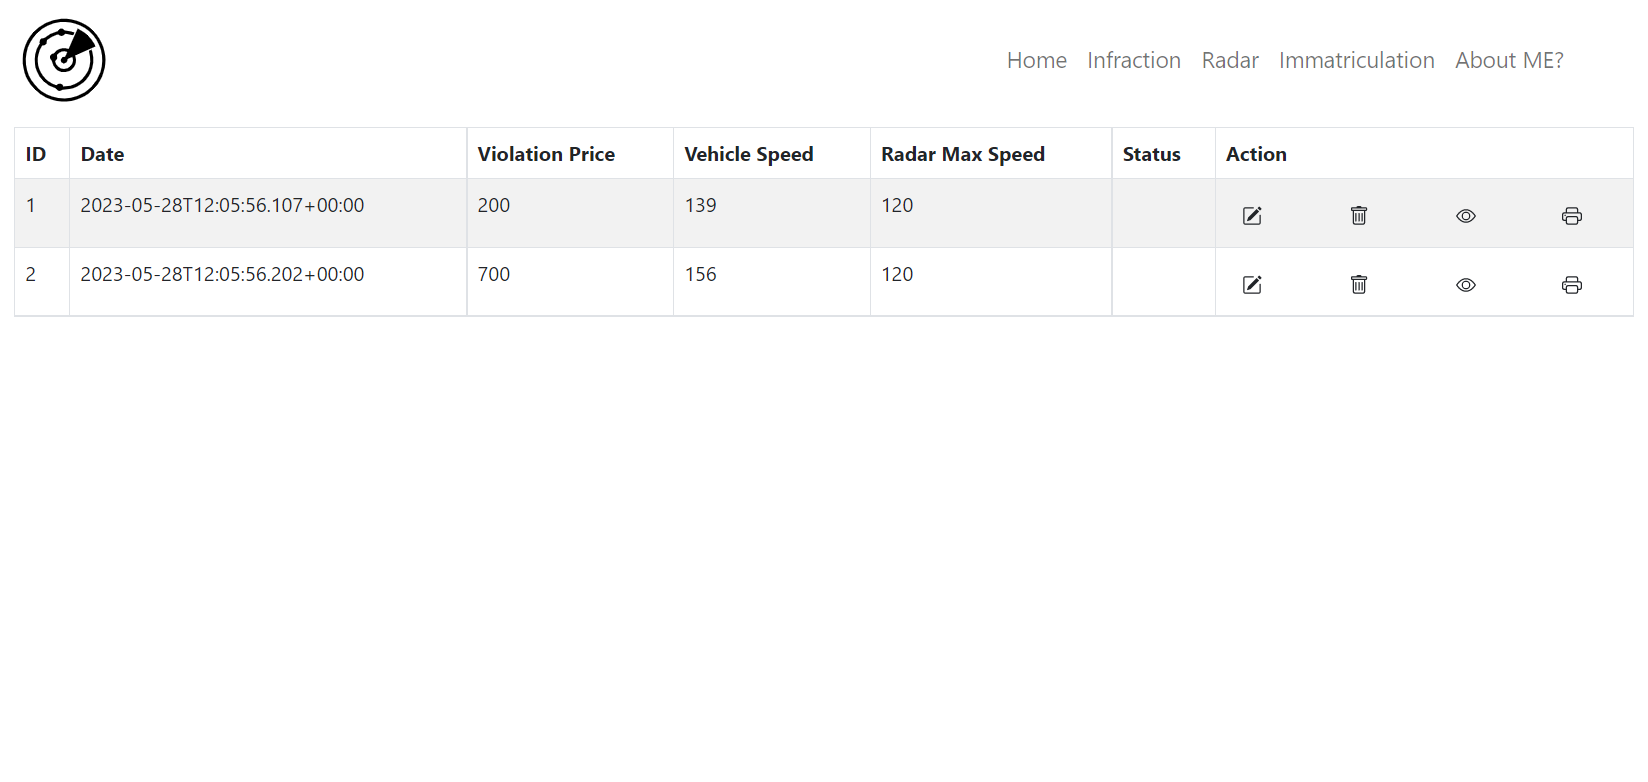 Home Infraction Radar Immatriculation About ME?
ID Date Violation Price Vehicle Speed Radar Max Speed Status Action
1 2023-05-28T12:05:56.107+00:00 200 139 120
2 2023-05-28T12:05:56.202+00:00 700 156 120